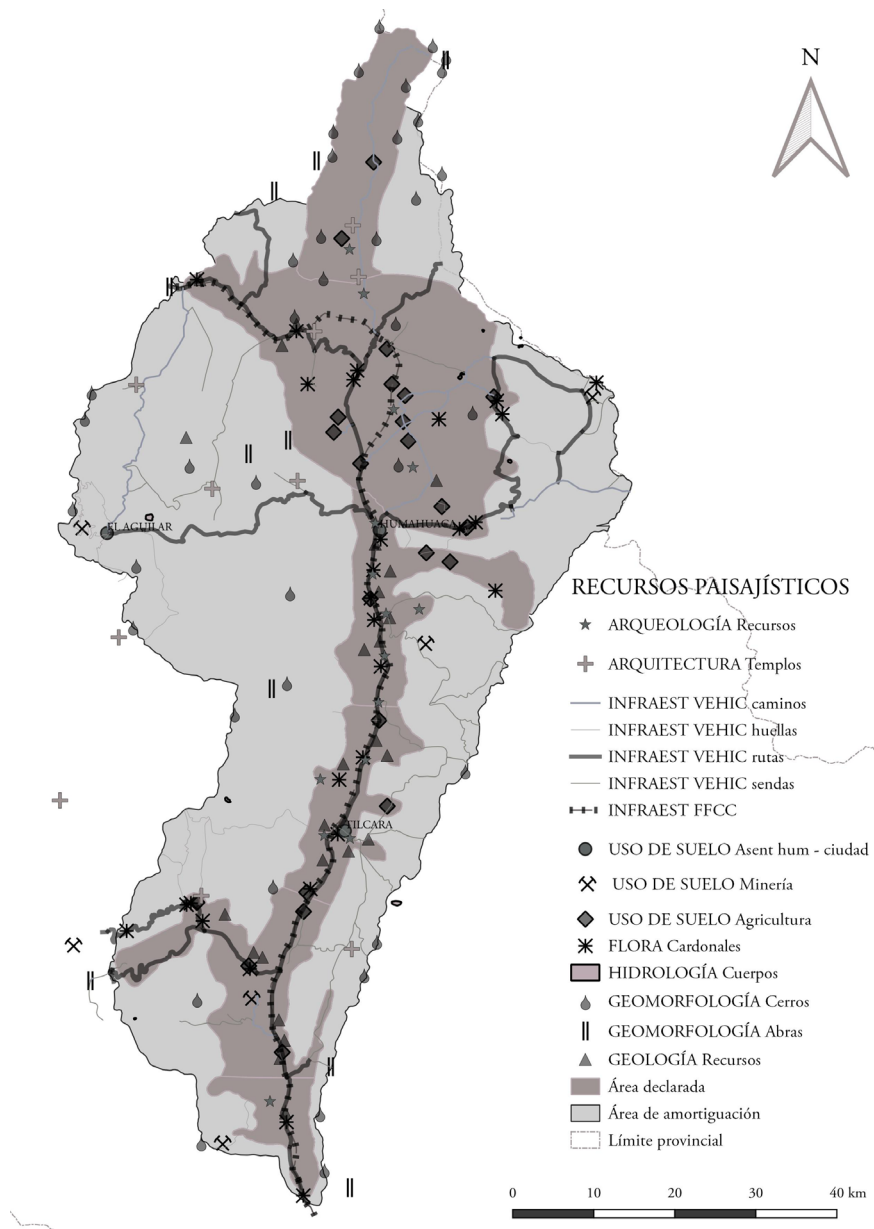 N
EL AGUILAR
HUMAHUACA
TILCARA
RECURSOS PAISAJÍSTICOS
ARQUEOLOGÍA Recursos
ARQUITECTURA Templos
INFRAEST VEHIC caminos
INFRAEST VEHIC huellas
INFRAEST VEHIC rutas
INFRAEST VEHIC sendas
INFRAEST FFCC
USO DE SUELO Asent hum - ciudad
USO DE SUELO Minería
USO DE SUELO Agricultura
FLORA Cardonales
HIDROLOGÍA Cuerpos
GEOMORFOLOGÍA Cerros
GEOMORFOLOGÍA Abras
GEOLOGÍA Recursos
Área declarada
Área de amortiguación
Límite provincial
0 10 20 30 40 km